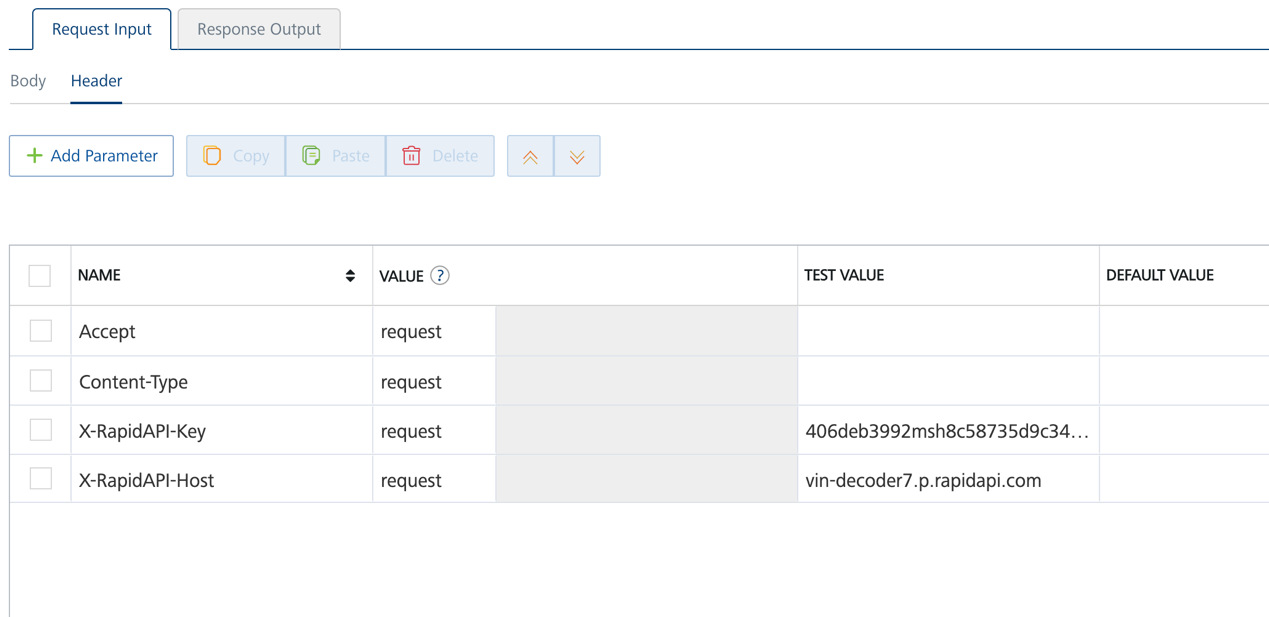 Request Input Response Output
Body Header
Add Parameter Copy Paste Delete
NAME VALUE ? TEST VALUE DEFAULT VALUE
Accept request
Content-Type request
X-RapidAPI-Key request 406deb3992msh8c58735d9c34...
X-RapidAPI-Host request vin-decoder7.p.rapidapi.com